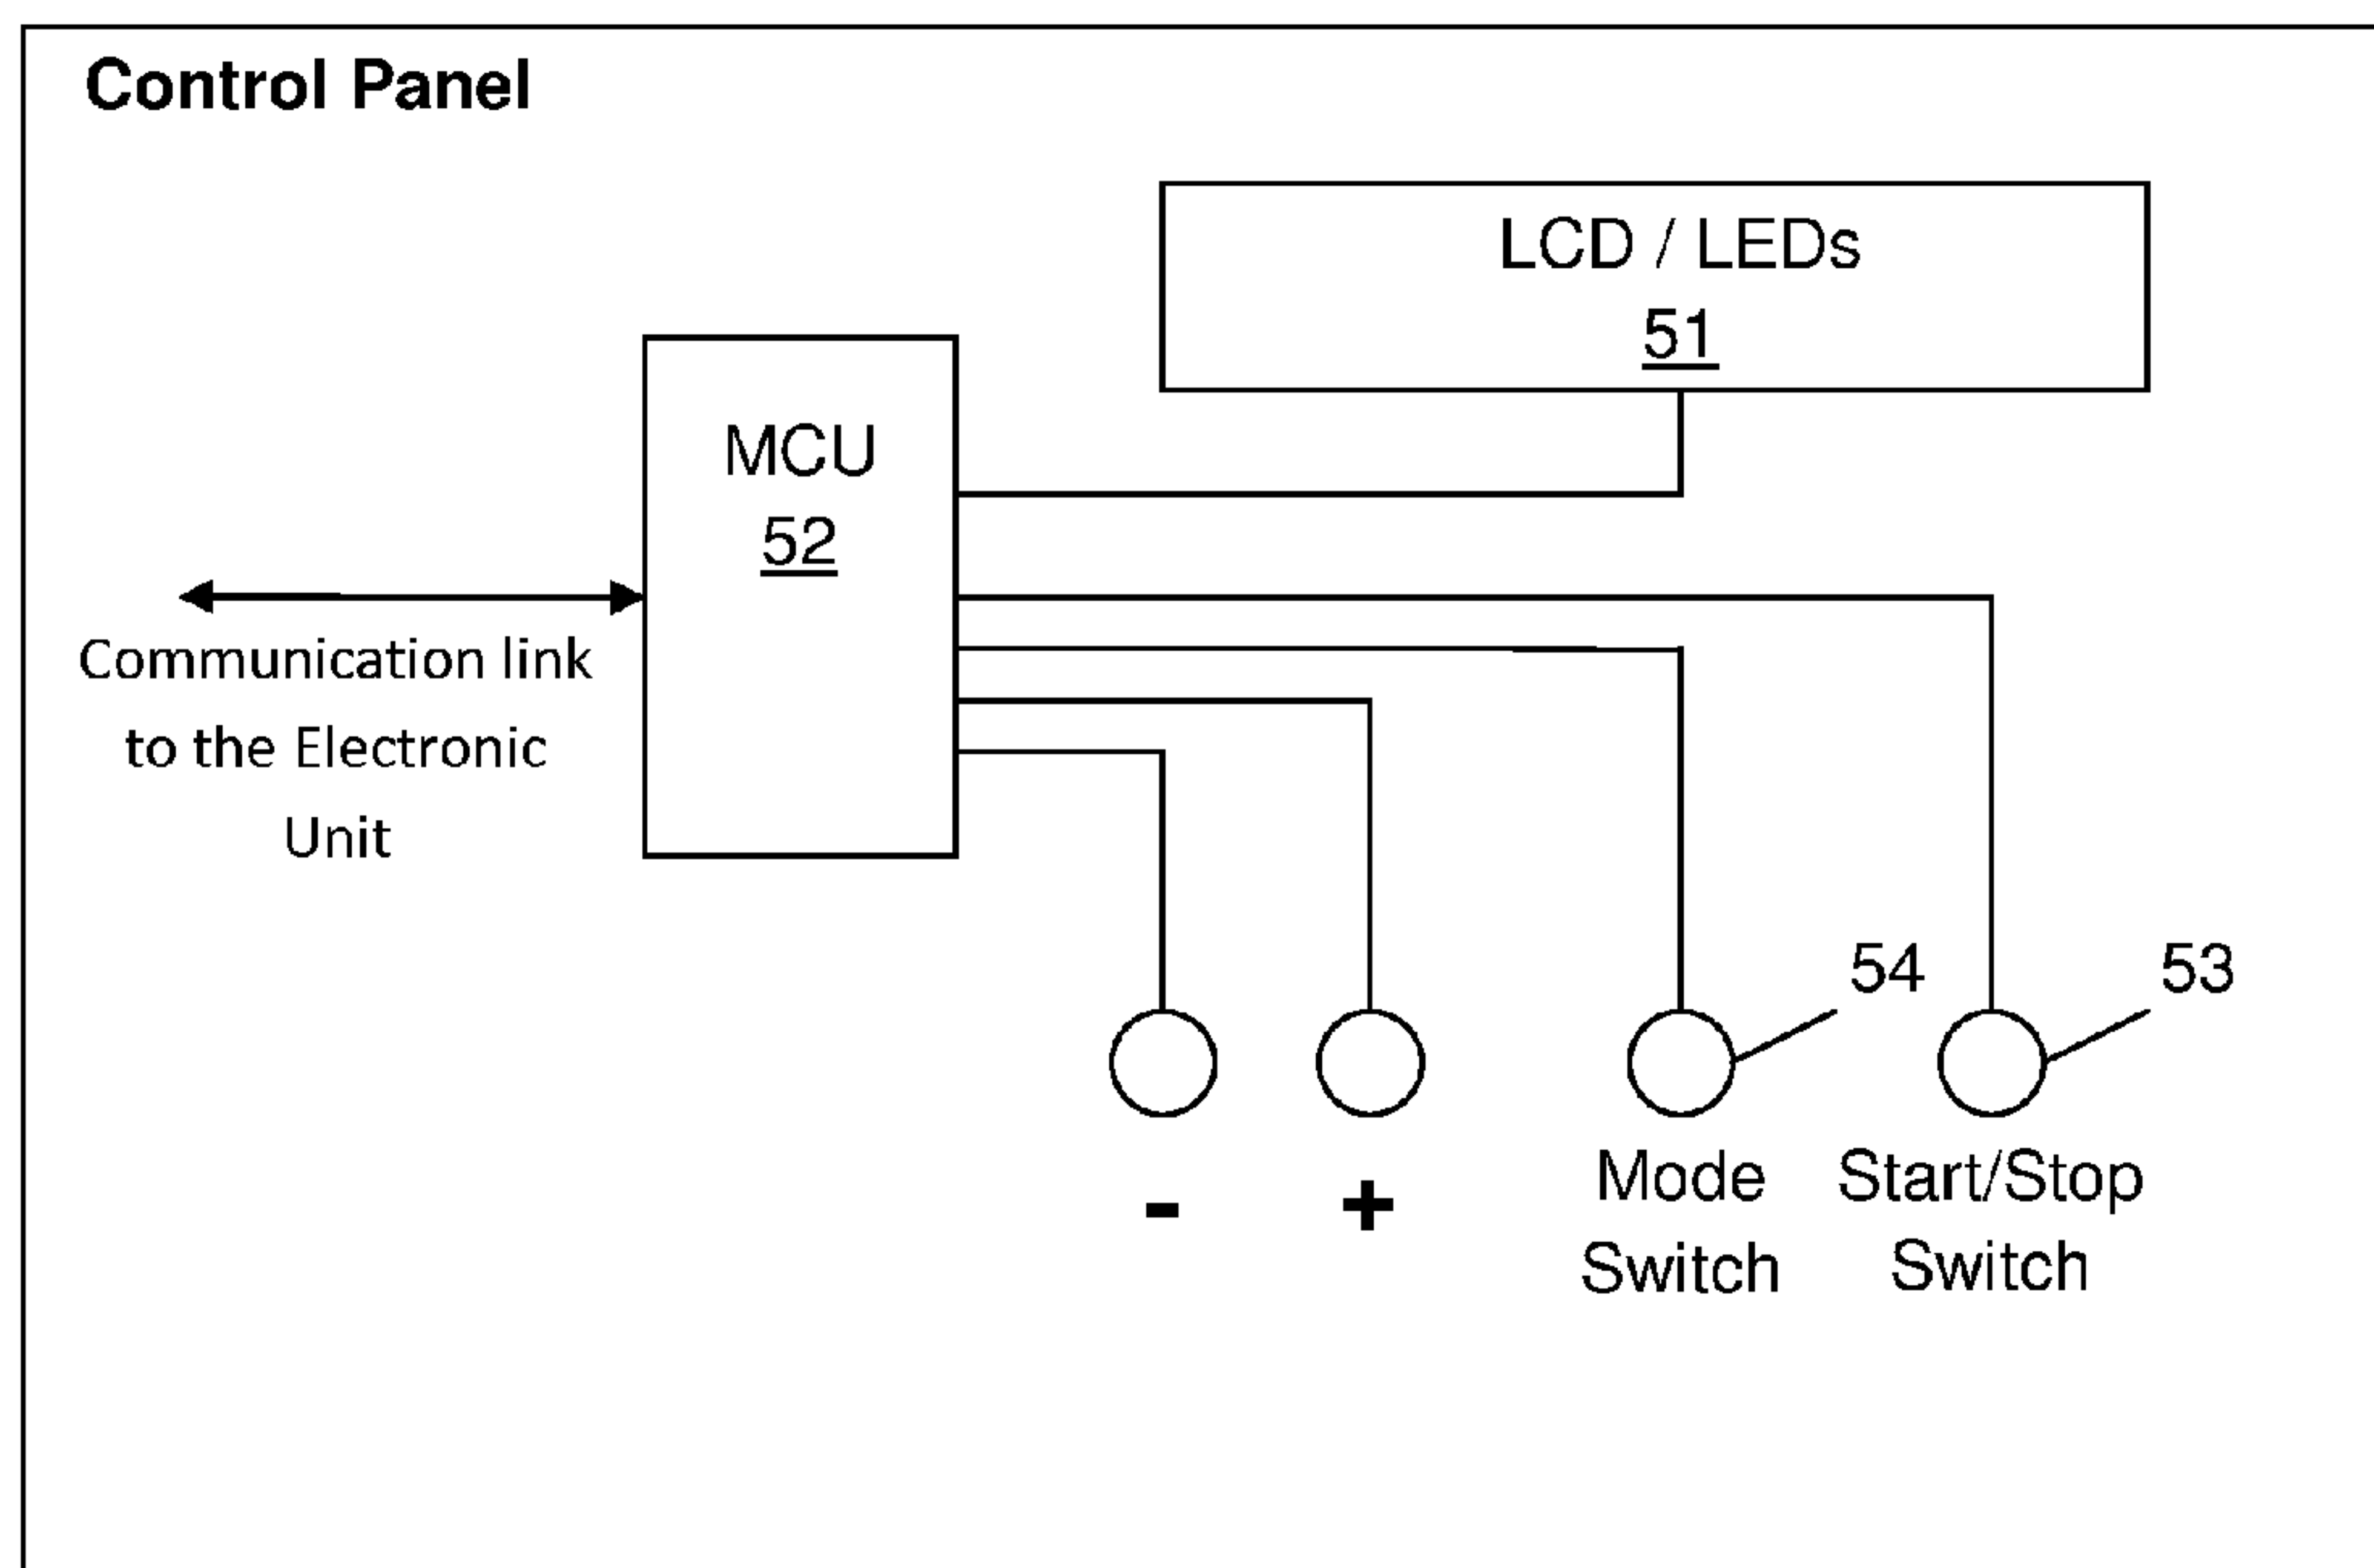 Control Panel
LCD / LEDs
51
MCU
52
Communication link
to the Electronic
Unit
54
53
-
+
Mode
Switch
Start/Stop
Switch